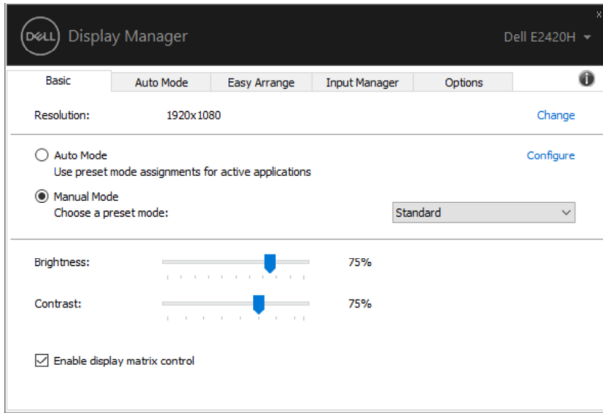 x
DELL Display Manager Dell E2420H
Basic Auto Mode Easy Arrange Input Manager Options i
Resolution: 1920x1080 Change
Auto Mode Configure
Use preset mode assignments for active applications
Manual Mode
Choose a preset mode: Standard
Brightness: 75%
Contrast: 75%
Enable display matrix control